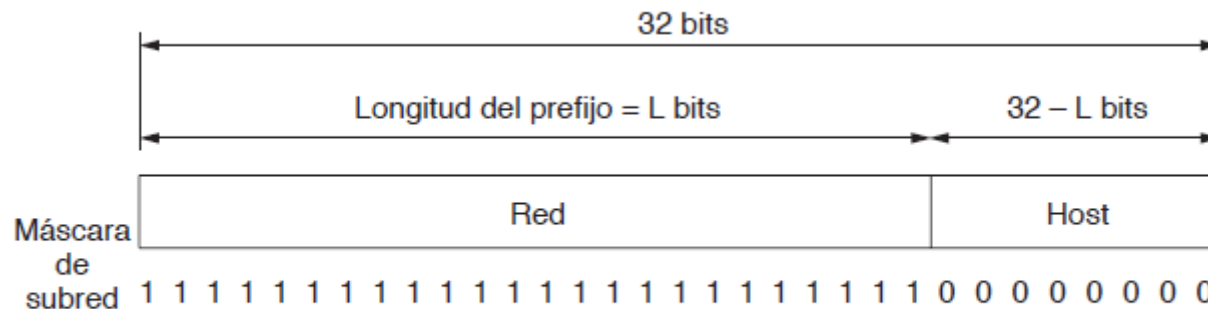 32 bits
Longitud del prefijo = L bits 32 – L bits
Red Host
Máscara
de
subred 1 1 1 1 1 1 1 1 1 1 1 1 1 1 1 1 1 1 1 1 1 1 1 1 0 0 0 0 0 0 0 0